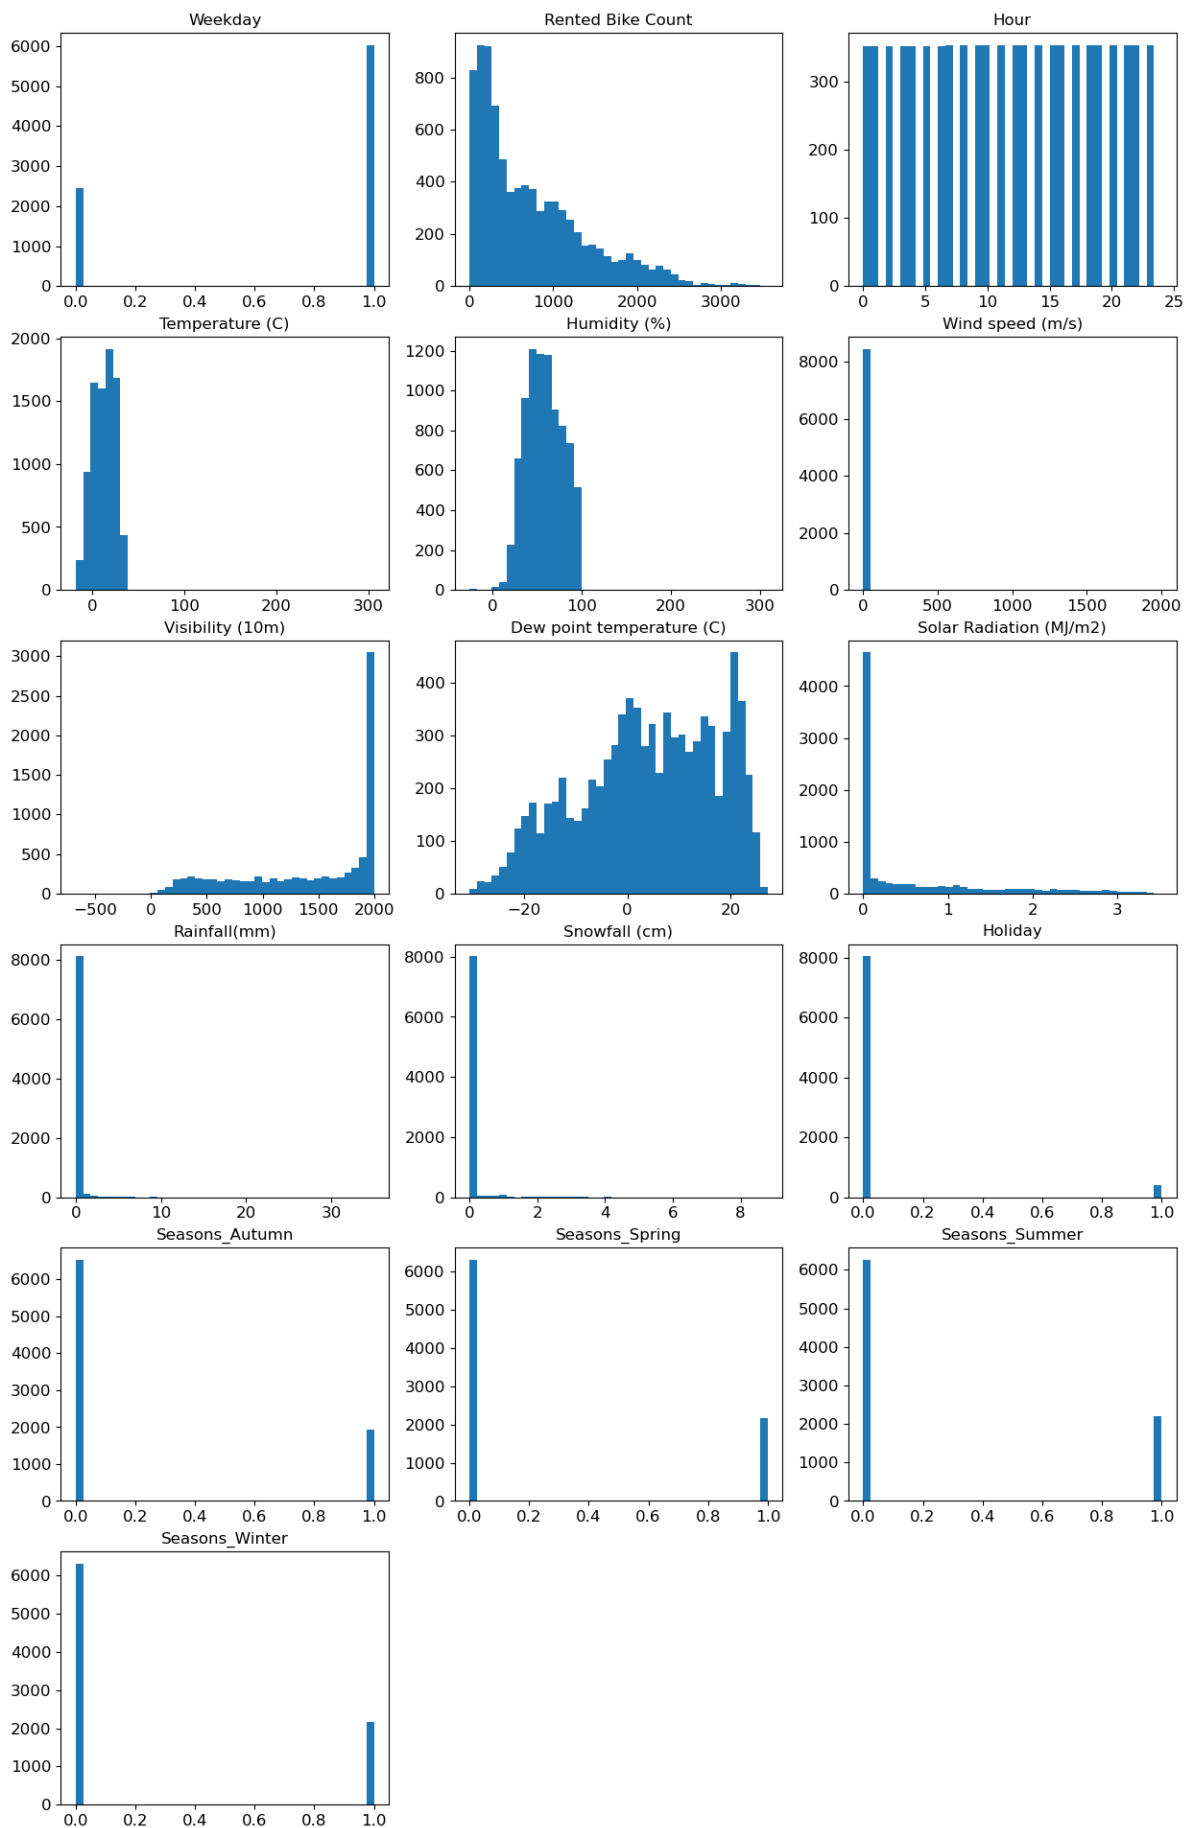 Weekday
6000
5000
4000
3000
2000
1000
0
0.0 0.2 0.4 0.6 0.8 1.0
Rented Bike Count
800
600
400
200
0
0 1000 2000 3000
Hour
300
200
100
0
0 5 10 15 20 25
Temperature (C)
2000
1500
1000
500
0
0 100 200 300
Humidity (%)
1200
1000
800
600
400
200
0
0 100 200 300
Wind speed (m/s)
8000
6000
4000
2000
0
0 500 1000 1500 2000
Visibility (10m)
3000
2500
2000
1500
1000
500
0
−500 0 500 1000 1500 2000
Dew point temperature (C)
400
300
200
100
0
−20 0 20
Solar Radiation (MJ/m2)
4000
3000
2000
1000
0
0 1 2 3
Rainfall(mm)
8000
6000
4000
2000
0
0 10 20 30
Snowfall (cm)
8000
6000
4000
2000
0
0 2 4 6 8
Holiday
8000
6000
4000
2000
0
0.0 0.2 0.4 0.6 0.8 1.0
Seasons_Autumn
6000
5000
4000
3000
2000
1000
0
0.0 0.2 0.4 0.6 0.8 1.0
Seasons_Spring
6000
5000
4000
3000
2000
1000
0
0.0 0.2 0.4 0.6 0.8 1.0
Seasons_Summer
6000
5000
4000
3000
2000
1000
0
0.0 0.2 0.4 0.6 0.8 1.0
Seasons_Winter
6000
5000
4000
3000
2000
1000
0
0.0 0.2 0.4 0.6 0.8 1.0